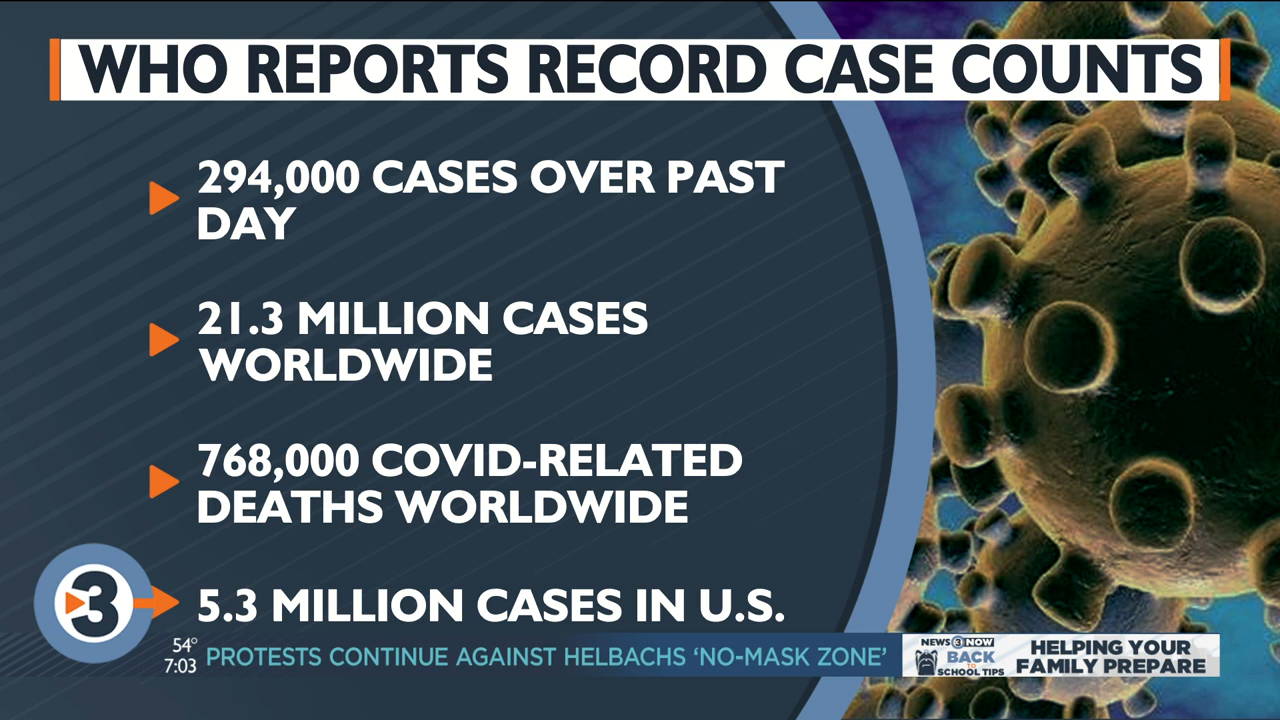 WHO REPORTS RECORD CASE COUNTS
294,000 CASES OVER PAST
DAY
21.3 MILLION CASES
WORLDWIDE
768,000 COVID-RELATED
DEATHS WORLDWIDE
5.3 MILLION CASES IN U.S.
3
54°
7:03
PROTESTS CONTINUE AGAINST HELBACHS 'NO-MASK ZONE'
NEWS 3 NOW
BACK
TO
SCHOOL TIPS
HELPING YOUR
FAMILY PREPARE